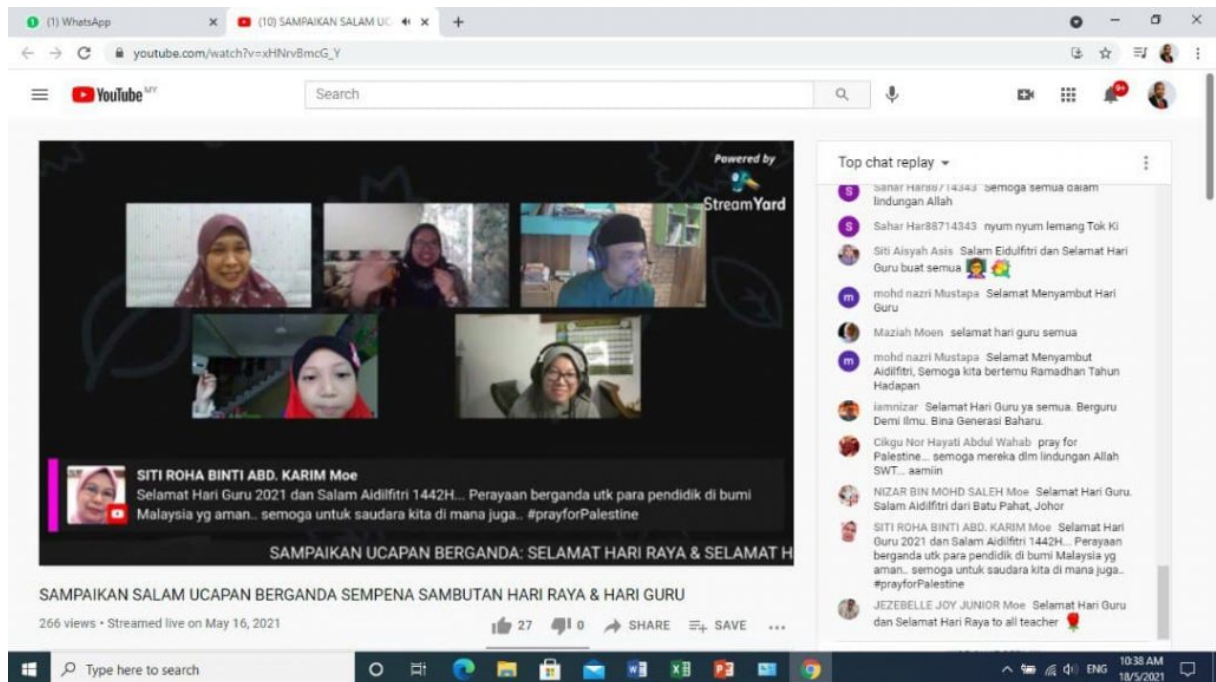 (1) WhatsApp
(10) SAMPAIKAN SALAM UC
youtube.com/watch?v=xHNrvBmcG_Y
YouTube MY
Search
9+
Powered by
StreamYard
SITI ROHA BINTI ABD. KARIM Moe
Selamat Hari Guru 2021 dan Salam Aidilfitri 1442H... Perayaan berganda utk para pendidik di bumi
Malaysia yg aman.. semoga untuk saudara kita di mana juga.. #prayforPalestine
SAMPAIKAN UCAPAN BERGANDA: SELAMAT HARI RAYA & SELAMAT H
SAMPAIKAN SALAM UCAPAN BERGANDA SEMPENA SAMBUTAN HARI RAYA & HARI GURU
266 views • Streamed live on May 16, 2021
27 0 SHARE SAVE
Top chat replay
S Sahar Har88714343 Semoga semua dalam
lindungan Allah
S Sahar Har88714343 nyum nyum lemang Tok Ki
Siti Aisyah Asis Salam Eidulfitri dan Selamat Hari
Guru buat semua
m mohd nazri Mustapa Selamat Menyambut Hari
Guru
Maziah Moen selamat hari guru semua
m mohd nazri Mustapa Selamat Menyambut
Aidilfitri, Semoga kita bertemu Ramadhan Tahun
Hadapan
iamnizar Selamat Hari Guru ya semua. Berguru
Demi Ilmu. Bina Generasi Baharu.
Cikgu Nor Hayati Abdul Wahab pray for
Palestine... semoga mereka dlm lindungan Allah
SWT... aamiin
NIZAR BIN MOHD SALEH Moe Selamat Hari Guru.
Salam Aidilfitri dari Batu Pahat, Johor
SITI ROHA BINTI ABD. KARIM Moe Selamat Hari
Guru 2021 dan Salam Aidilfitri 1442H... Perayaan
berganda utk para pendidik di bumi Malaysia yg
aman.. semoga untuk saudara kita di mana juga..
#prayforPalestine
JEZEBELLE JOY JUNIOR Moe Selamat Hari Guru
dan Selamat Hari Raya to all teacher
Type here to search
ENG
10:38 AM
18/5/2021